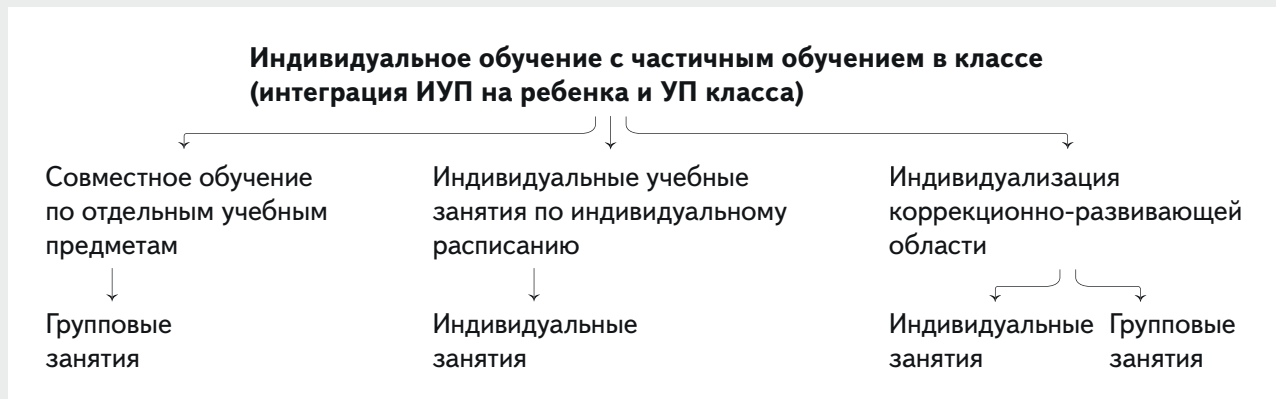 Индивидуальное обучение с частичным обучением в классе
(интеграция ИУП на ребенка и УП класса)
Совместное обучение
по отдельным учебным
предметам
Индивидуальные учебные
занятия по индивидуальному
расписанию
Индивидуализация
коррекционно-развивающей
области
Групповые
занятия
Индивидуальные
занятия
Индивидуальные
занятия
Групповые
занятия